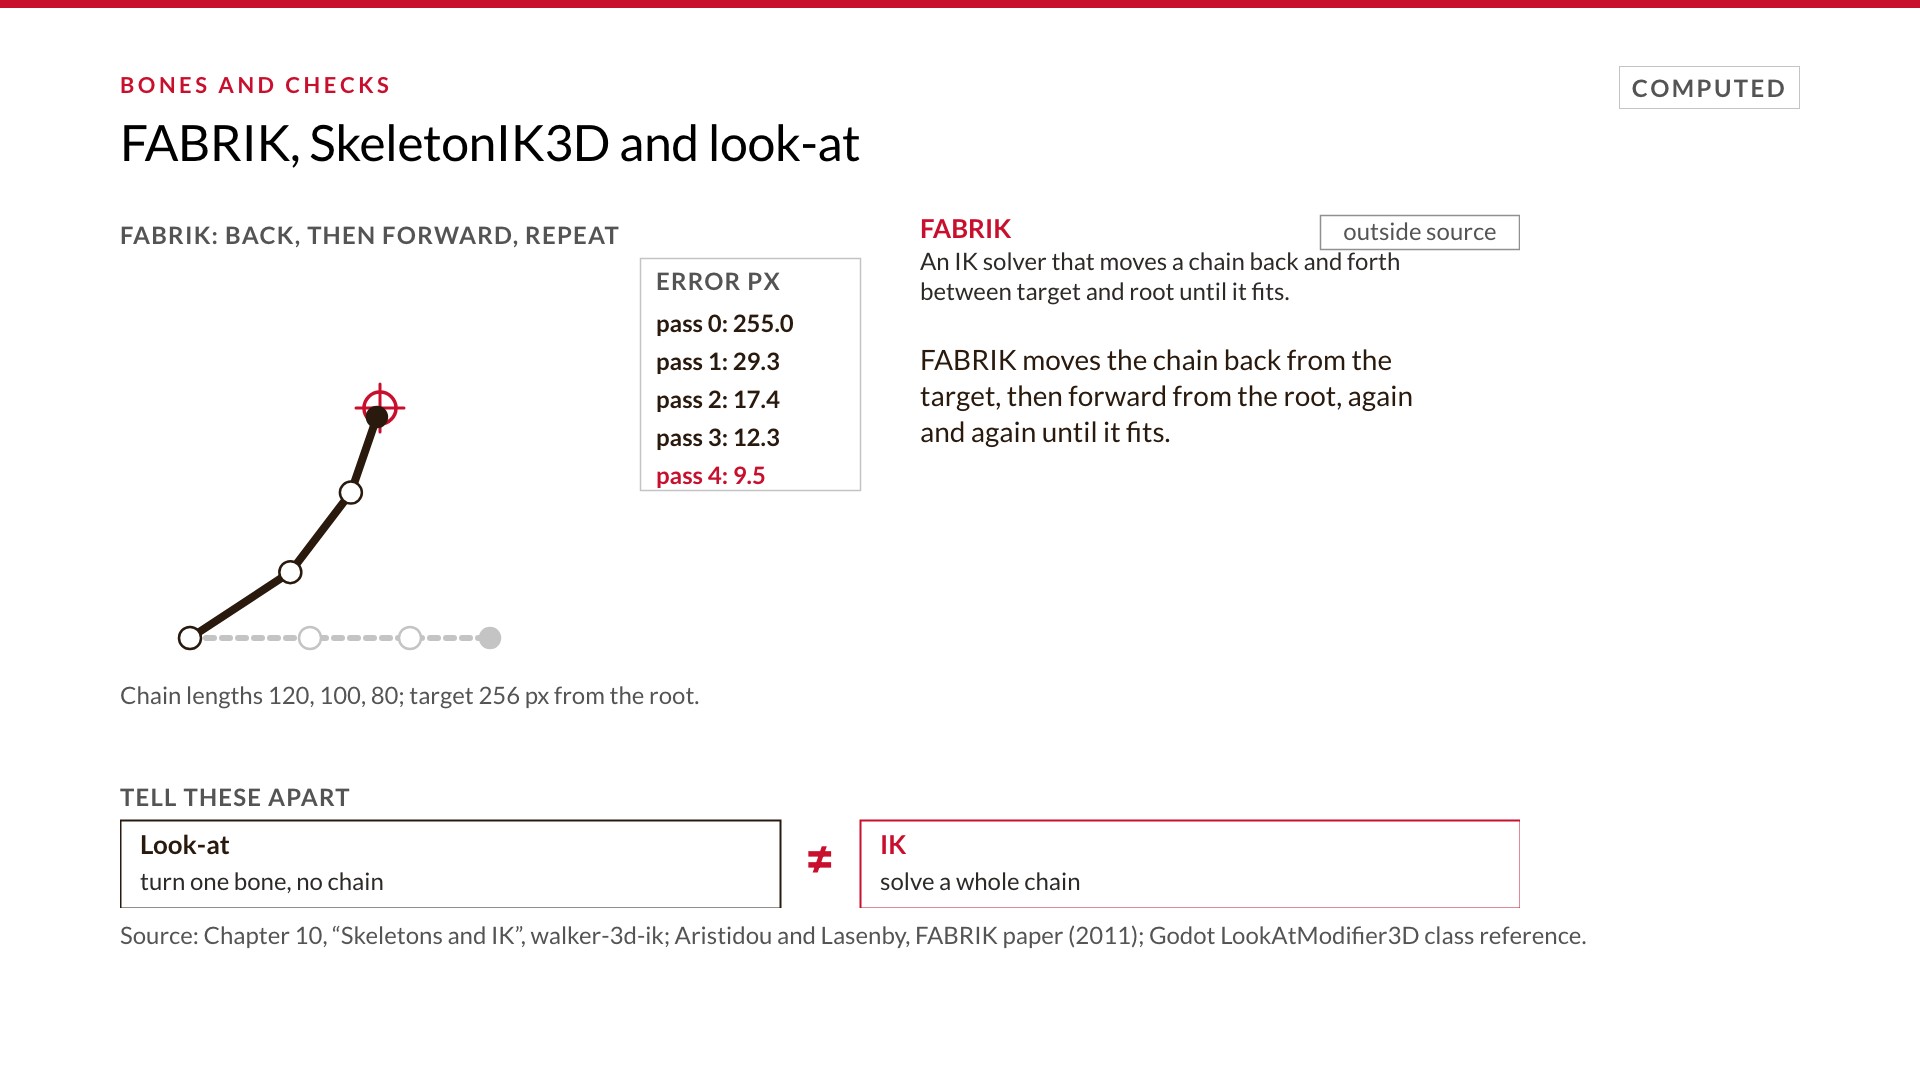 BONES AND CHECKS
COMPUTED
FABRIK, SkeletonIK3D and look-at
FABRIK: BACK, THEN FORWARD, REPEAT
ERROR PX
pass 0: 255.0
pass 1: 29.3
pass 2: 17.4
pass 3: 12.3
pass 4: 9.5
FABRIK
outside source
An IK solver that moves a chain back and forth
between target and root until it fits.
FABRIK moves the chain back from the
target, then forward from the root, again
and again until it fits.
Chain lengths 120, 100, 80; target 256 px from the root.
TELL THESE APART
Look-at
turn one bone, no chain
≠
IK
solve a whole chain
Source: Chapter 10, “Skeletons and IK”, walker-3d-ik; Aristidou and Lasenby, FABRIK paper (2011); Godot LookAtModifier3D class reference.